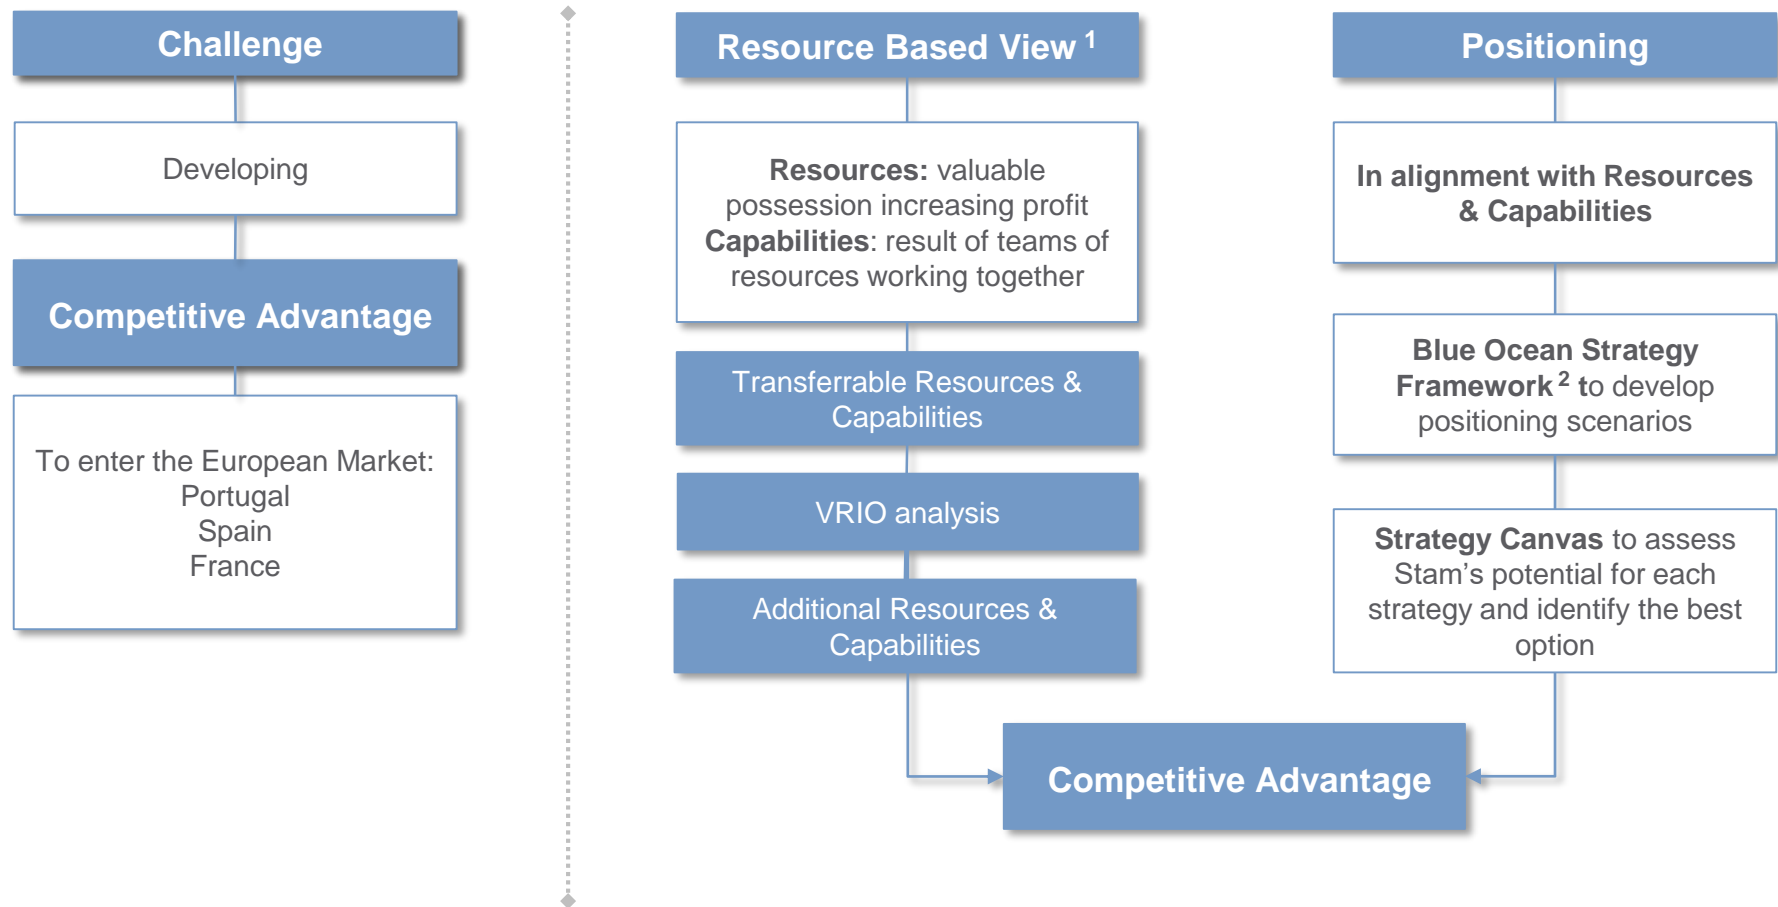 Challenge
Developing
Competitive Advantage
To enter the European Market:
Portugal
Spain
France
Resource Based View 1
Resources: valuable
possession increasing profit
Capabilities: result of teams of
resources working together
Transferrable Resources &
Capabilities
VRIO analysis
Additional Resources &
Capabilities
Positioning
In alignment with Resources
& Capabilities
Blue Ocean Strategy
Framework 2 to develop
positioning scenarios
Strategy Canvas to assess
Stam’s potential for each
strategy and identify the best
option
Competitive Advantage